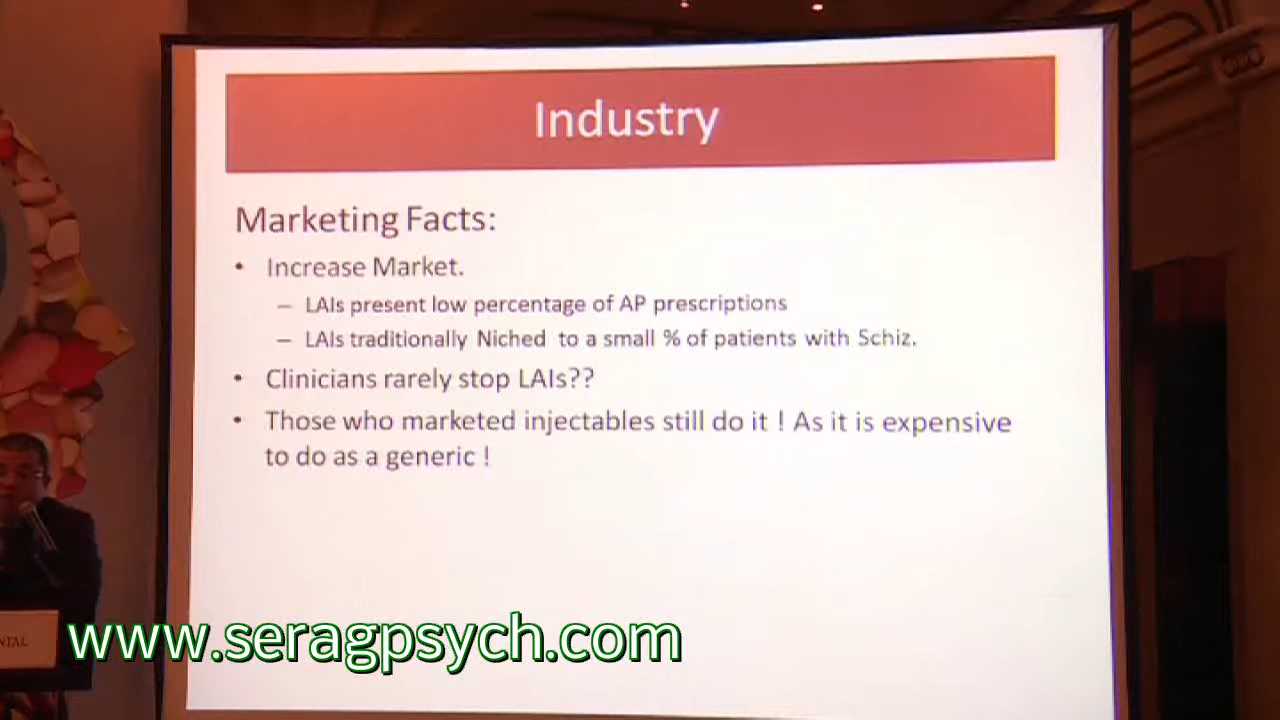 Industry
Marketing Facts:
• Increase Market.
– LAIs present low percentage of AP prescriptions
– LAIs traditionally Niched to a small % of patients with Schiz.
• Clinicians rarely stop LAIs??
• Those who marketed injectables still do it ! As it is expensive
to do as a generic !
NTAL
www.seragpsych.com